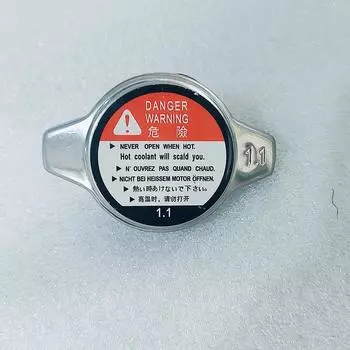 DANGER
WARNING
危險
► NEVER OPEN WHEN HOT.
Hot coolant will scald you.
► N' OUVREZ PAS QUAND CHAUD.
► NICHT BEI HEISSEM MOTOR ÖFFNEN.
► 熱い時あけないで下さい。
► 高温时，请勿打开
1.1
1.1